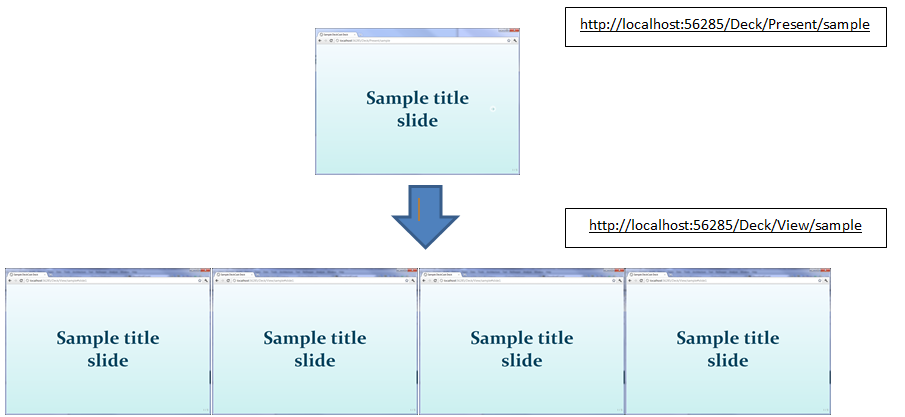 http://localhost:56285/Deck/Present/sample
Sample title
slide
http://localhost:56285/Deck/View/sample
Sample title
slide
Sample title
slide
Sample title
slide
Sample title
slide